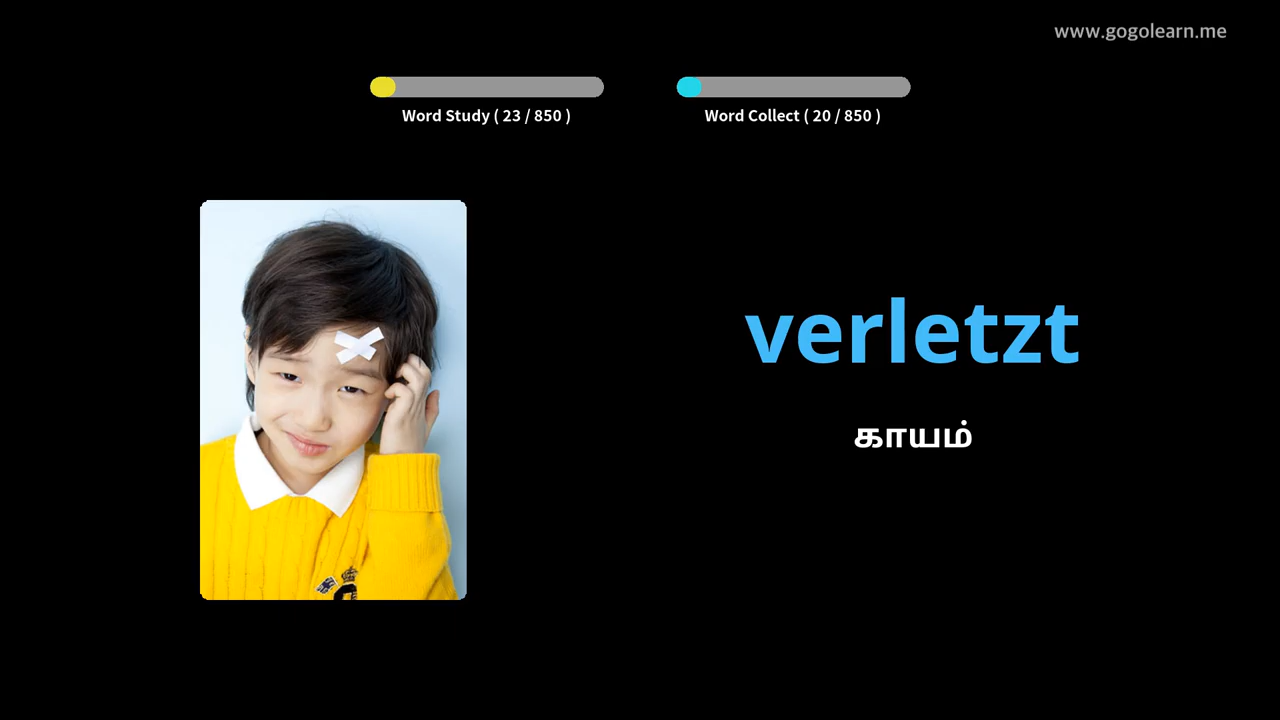 www.gogolearn.me
Word Study ( 23 / 850 )
Word Collect ( 20 / 850 )
verletzt
காயம்